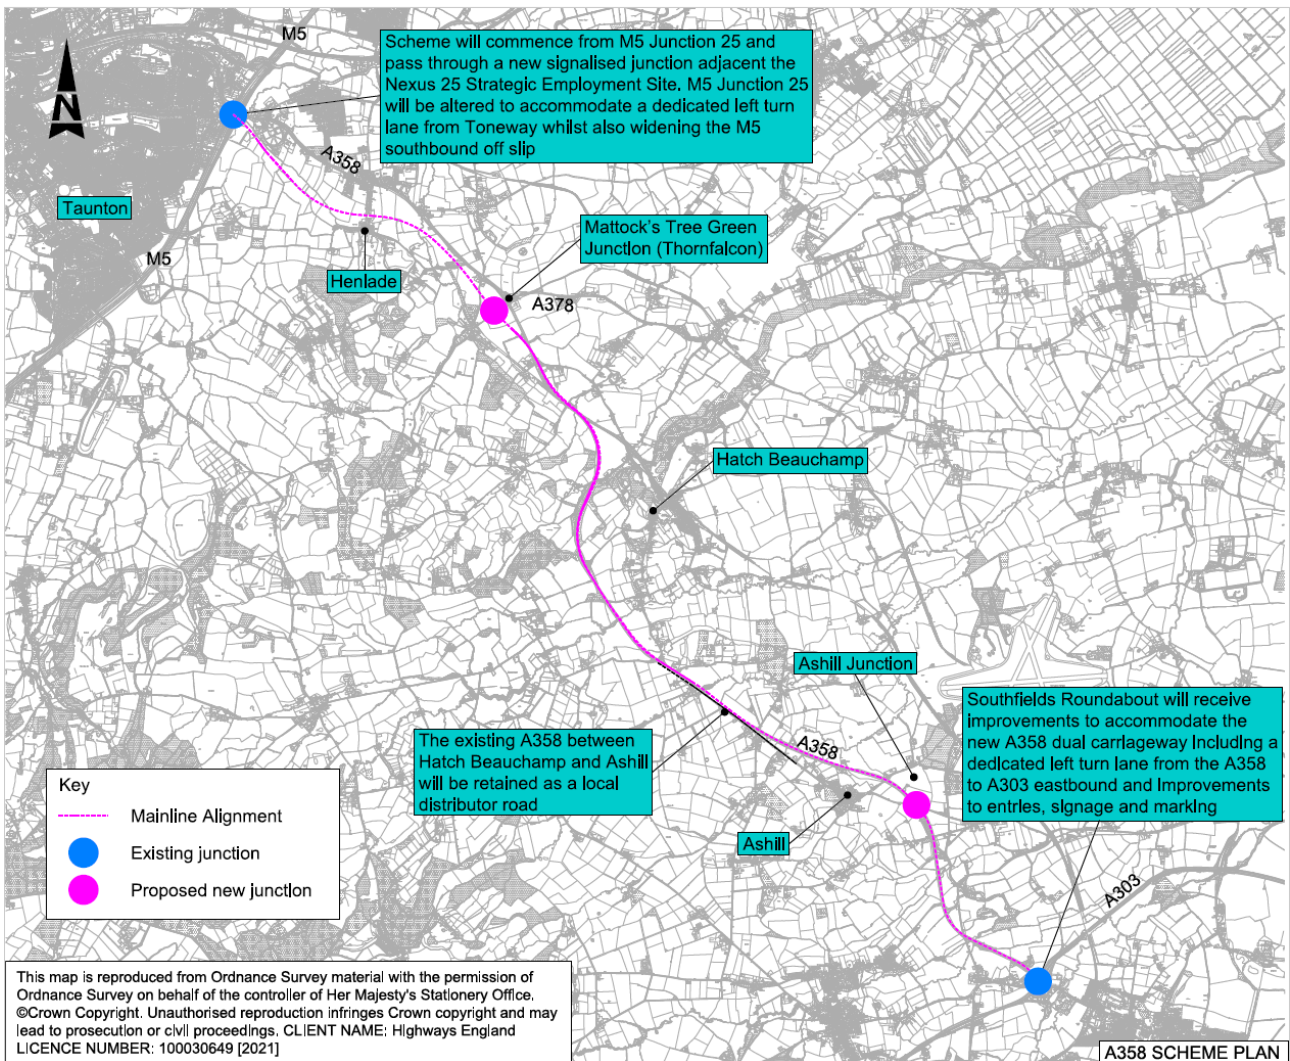 M5
Scheme will commence from M5 Junction 25 and
pass through a new signalised junction adjacent the
Nexus 25 Strategic Employment Site. M5 Junction 25
will be altered to accommodate a dedicated left turn
lane from Toneway whilst also widening the M5
southbound off slip
N
A358
Taunton
Mattock's Tree Green
Junction (Thornfalcon)
M5
Henlade
A378
Hatch Beauchamp
Ashill Junction
Southfields Roundabout will receive
improvements to accommodate the
new A358 dual carriageway including a
dedicated left turn lane from the A358
to A303 eastbound and improvements
to entries, signage and marking
The existing A358 between
Hatch Beauchamp and Ashill
will be retained as a local
distributor road
A358
Ashill
A303
Key
Mainline Alignment
Existing junction
Proposed new junction
This map is reproduced from Ordnance Survey material with the permission of
Ordnance Survey on behalf of the controller of Her Majesty's Stationery Office.
©Crown Copyright. Unauthorised reproduction infringes Crown copyright and may
lead to prosecution or civil proceedings. CLIENT NAME: Highways England
LICENCE NUMBER: 100030649 [2021]
A358 SCHEME PLAN